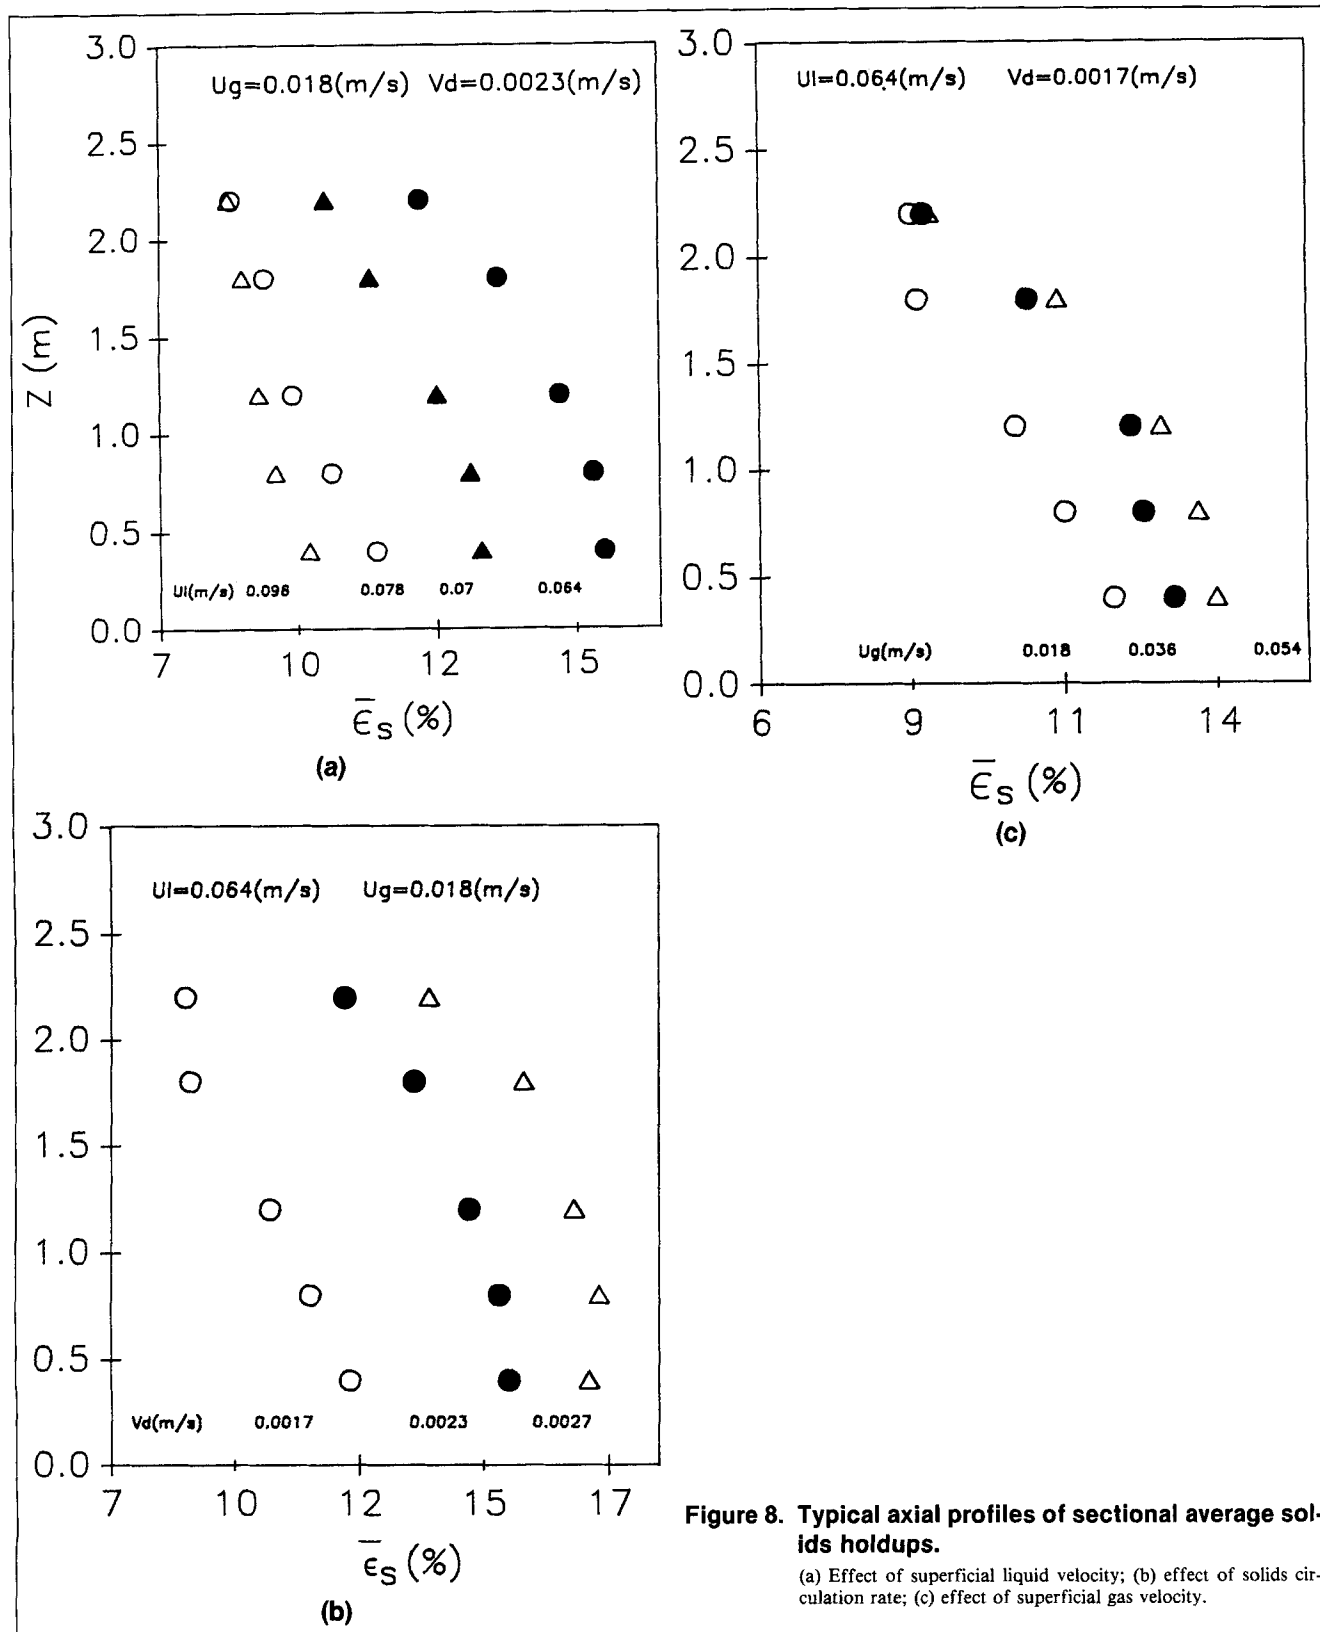 3.0
2.5
2.0
1.5
1.0
0.5
0.0
Z (m)
Ug=0.018(m/s) Vd=0.0023(m/s)
Ul(m/s) 0.098 0.078 0.07 0.064
7 10 12 15
ϵ̄s (%)
(a)
3.0
2.5
2.0
1.5
1.0
0.5
0.0
Ul=0.064(m/s) Vd=0.0017(m/s)
Ug(m/s) 0.018 0.036 0.054
6 9 11 14
ϵ̄s (%)
(c)
3.0
2.5
2.0
1.5
1.0
0.5
0.0
Ul=0.064(m/s) Ug=0.018(m/s)
Vd(m/s) 0.0017 0.0023 0.0027
7 10 12 15 17
ϵ̄s (%)
(b)
Figure 8. Typical axial profiles of sectional average sol-
ids holdups.
(a) Effect of superficial liquid velocity; (b) effect of solids cir-
culation rate; (c) effect of superficial gas velocity.